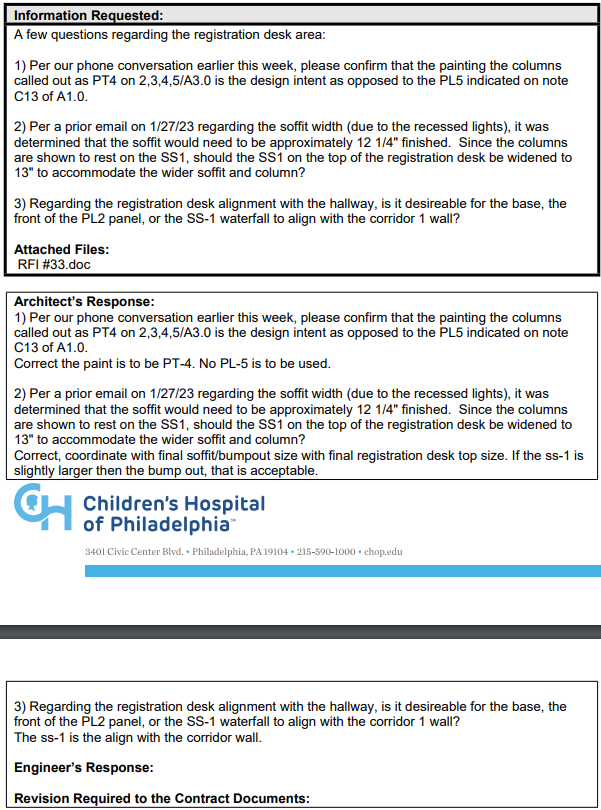 Information Requested:
A few questions regarding the registration desk area:
1) Per our phone conversation earlier this week, please confirm that the painting the columns
called out as PT4 on 2,3,4,5/A3.0 is the design intent as opposed to the PL5 indicated on note
C13 of A1.0.
2) Per a prior email on 1/27/23 regarding the soffit width (due to the recessed lights), it was
determined that the soffit would need to be approximately 12 1/4" finished.  Since the columns
are shown to rest on the SS1, should the SS1 on the top of the registration desk be widened to
13" to accommodate the wider soffit and column?
3) Regarding the registration desk alignment with the hallway, is it desireable for the base, the
front of the PL2 panel, or the SS-1 waterfall to align with the corridor 1 wall?
Attached Files:
RFI #33.doc
Architect's Response:
1) Per our phone conversation earlier this week, please confirm that the painting the columns
called out as PT4 on 2,3,4,5/A3.0 is the design intent as opposed to the PL5 indicated on note
C13 of A1.0.
Correct the paint is to be PT-4. No PL-5 is to be used.
2) Per a prior email on 1/27/23 regarding the soffit width (due to the recessed lights), it was
determined that the soffit would need to be approximately 12 1/4" finished.  Since the columns
are shown to rest on the SS1, should the SS1 on the top of the registration desk be widened to
13" to accommodate the wider soffit and column?
Correct, coordinate with final soffit/bumpout size with final registration desk top size. If the ss-1 is
slightly larger then the bump out, that is acceptable.
CH Children's Hospital
of Philadelphia℠
3401 Civic Center Blvd. • Philadelphia, PA 19104 • 215-590-1000 • chop.edu
3) Regarding the registration desk alignment with the hallway, is it desireable for the base, the
front of the PL2 panel, or the SS-1 waterfall to align with the corridor 1 wall?
The ss-1 is the align with the corridor wall.
Engineer's Response:
Revision Required to the Contract Documents: